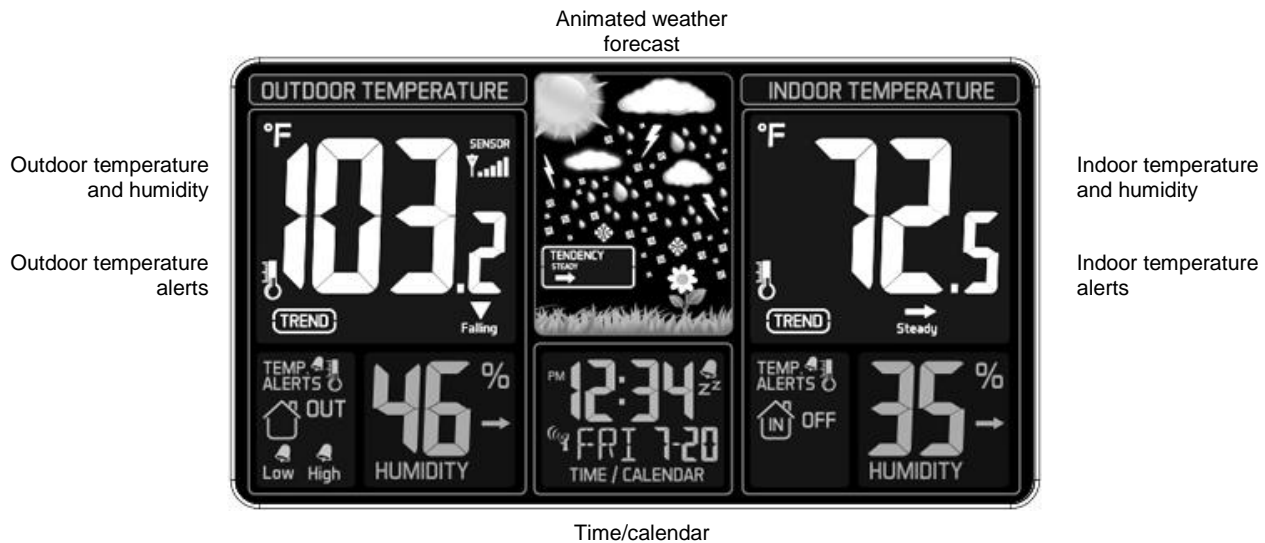 Animated weather
forecast
OUTDOOR TEMPERATURE
INDOOR TEMPERATURE
Outdoor temperature
and humidity
Outdoor temperature
alerts
°F
103.2
SENSOR
TREND
Falling
TENDENCY
STEADY
°F
72.5
TREND
Steady
Indoor temperature
and humidity
Indoor temperature
alerts
TEMP.
ALERTS
OUT
Low High
46 %
HUMIDITY
PM 12:34 zz
FRI 7-20
TIME / CALENDAR
TEMP.
ALERTS
IN OFF
35 %
HUMIDITY
Time/calendar